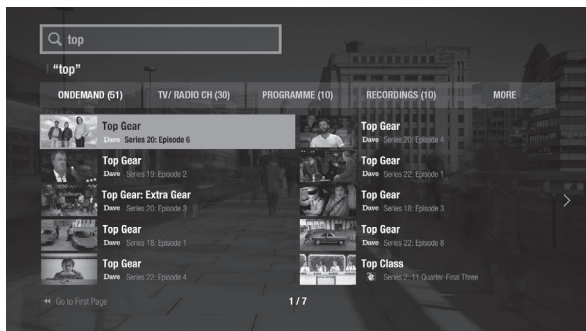 top
"top"
ONDEMAND (51) TV/ RADIO CH (30) PROGRAMME (10) RECORDINGS (10) MORE
Top Gear
Dave Series 20: Episode 6
Top Gear
Dave Series 19: Episode 2
Top Gear: Extra Gear
Dave Series 20: Episode 3
Top Gear
Dave Series 18: Episode 1
Top Gear
Dave Series 22: Episode 4
Top Gear
Dave Series 20: Episode 4
Top Gear
Dave Series 22: Episode 1
Top Gear
Dave Series 18: Episode 3
Top Gear
Dave Series 22: Episode 8
Top Class
Series 2: 11 Quarter-Final Three
Go to First Page
1 / 7